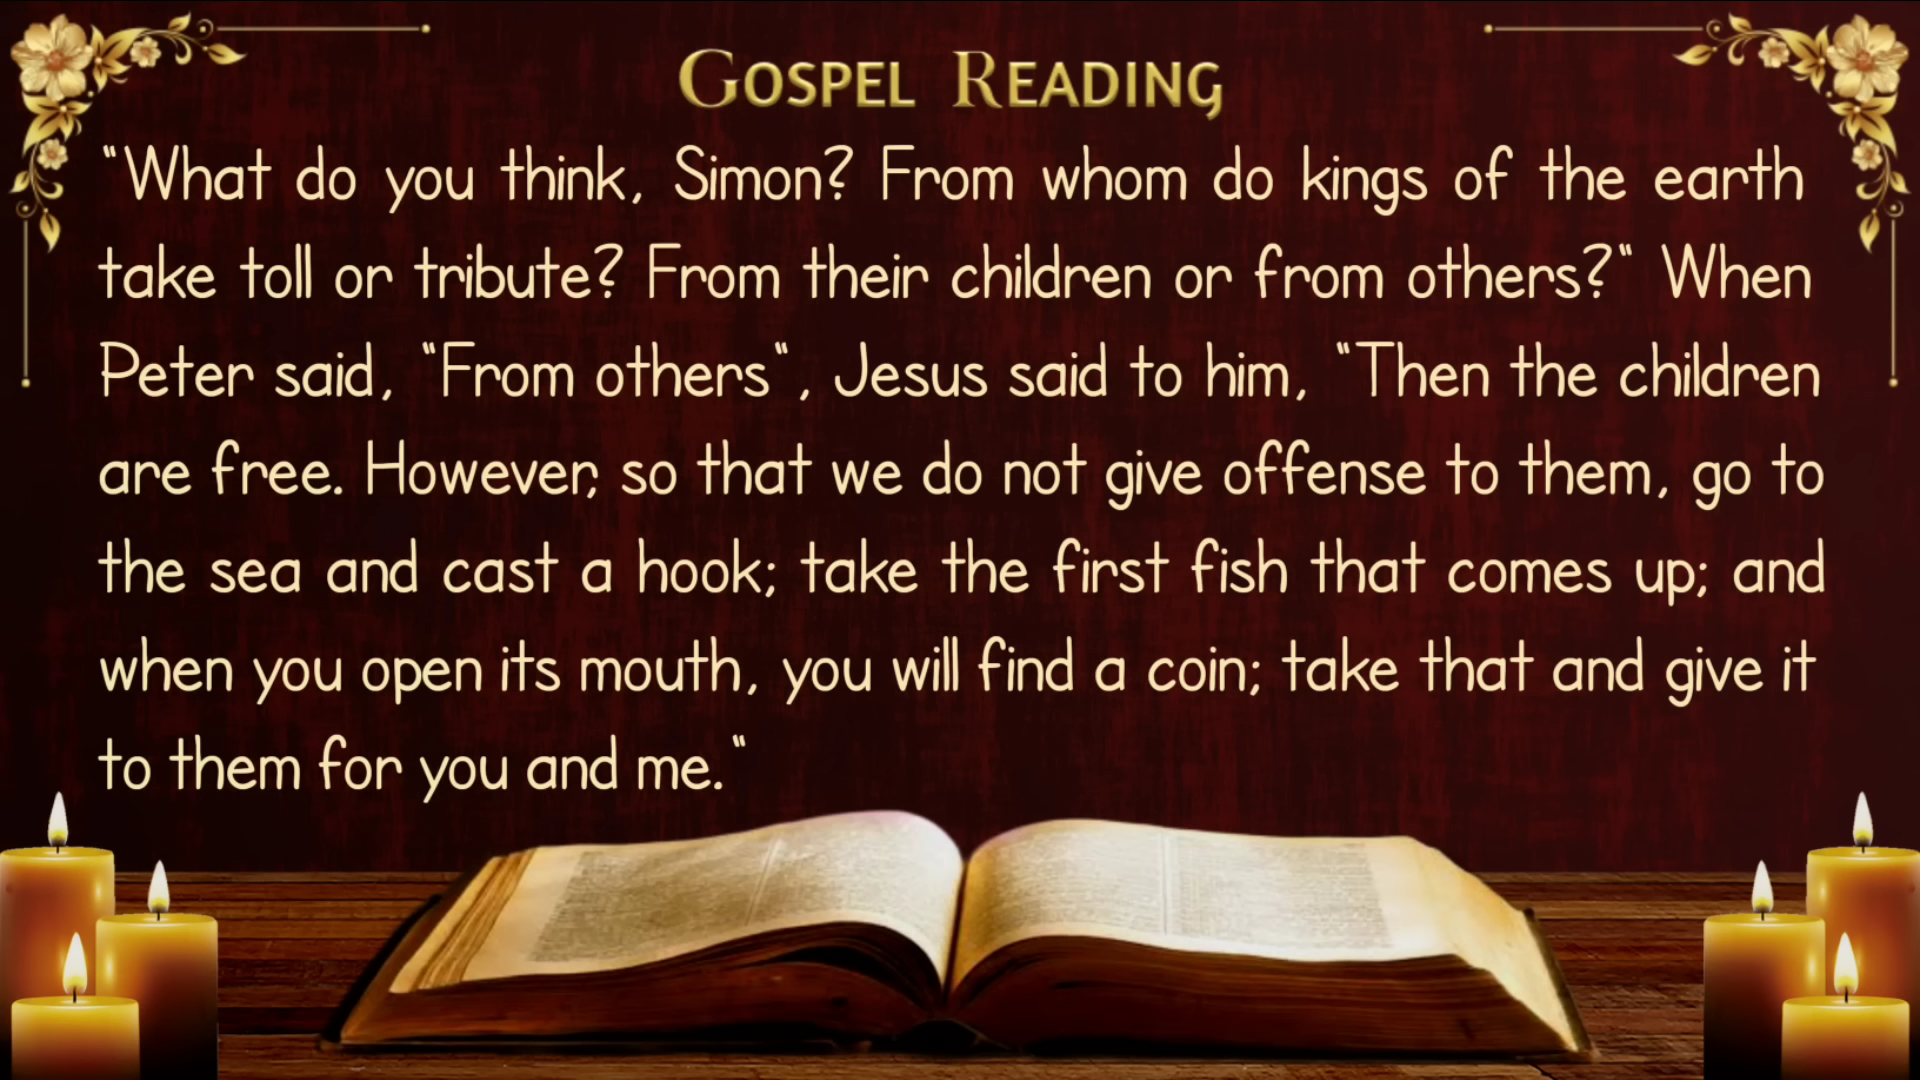 Gospel Reading
"What do you think, Simon? From whom do kings of the earth
take toll or tribute? From their children or from others?" When
Peter said, "From others", Jesus said to him, "Then the children
are free. However, so that we do not give offense to them, go to
the sea and cast a hook; take the first fish that comes up; and
when you open its mouth, you will find a coin; take that and give it
to them for you and me."